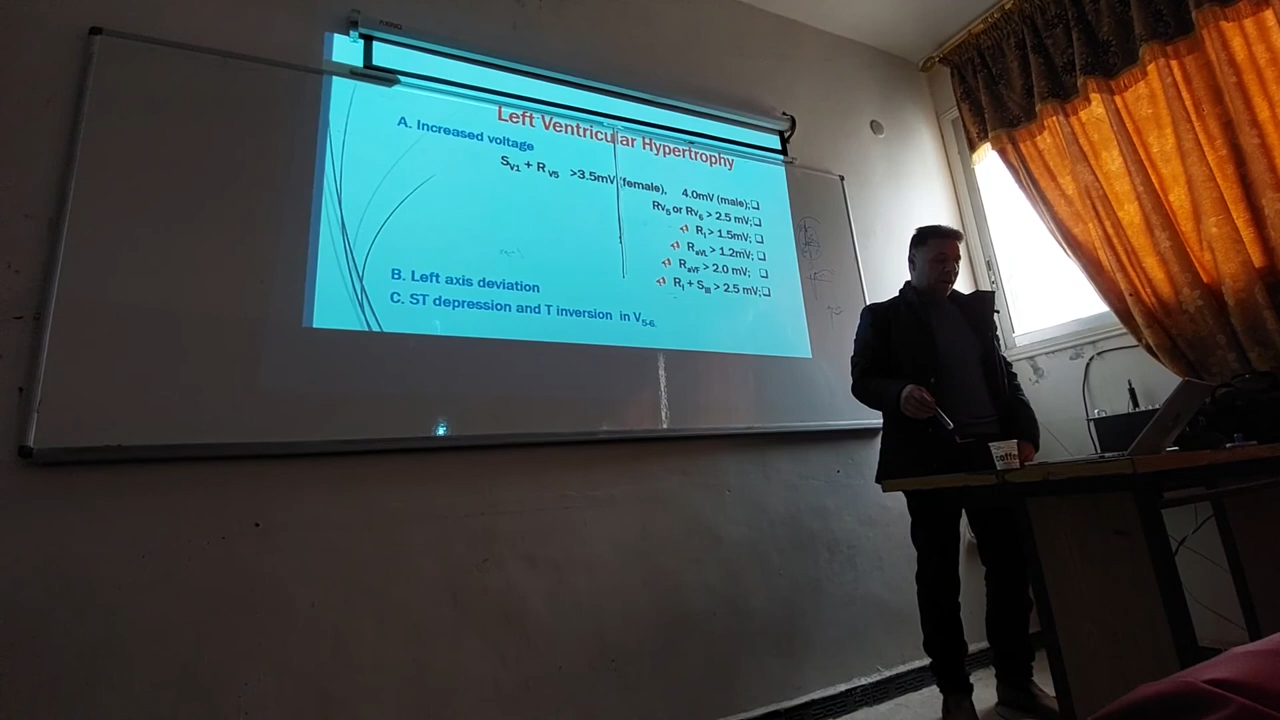 Left Ventricular Hypertrophy
A. Increased voltage
SV1 + R V5 >3.5mV (female), 4.0mV (male);
Rv5 or Rv6 > 2.5 mV;
RI > 1.5mV;
RaVL > 1.2mV;
RaVF > 2.0 mV;
RI + SIII > 2.5 mV;
B. Left axis deviation
C. ST depression and T inversion in V5-6.